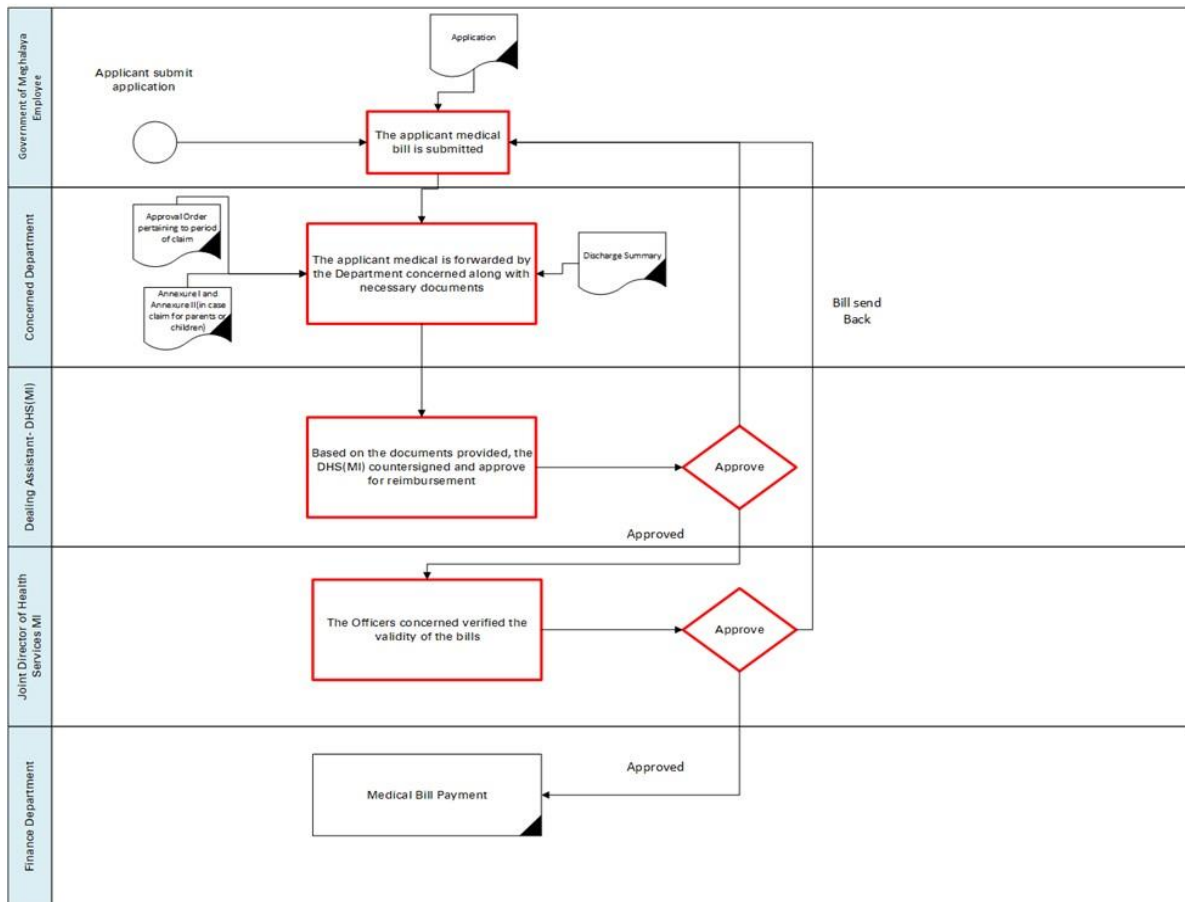 Government of Meghalaya
Employee
Applicant submit
application
Application
The applicant medical
bill is submitted
Concerned Department
Approval Order
pertaining to period
of claim
Annexure I and
Annexure II(in case
claim for parents or
children)
The applicant medical is forwarded by
the Department concerned along with
necessary documents
Discharge Summary
Bill send
Back
Dealing Assistant- DHS(MI)
Based on the documents provided, the
DHS(MI) countersigned and approve
for reimbursement
Approve
Approved
Joint Director of Health
Services MI
The Officers concerned verified the
validity of the bills
Approve
Finance Department
Medical Bill Payment
Approved